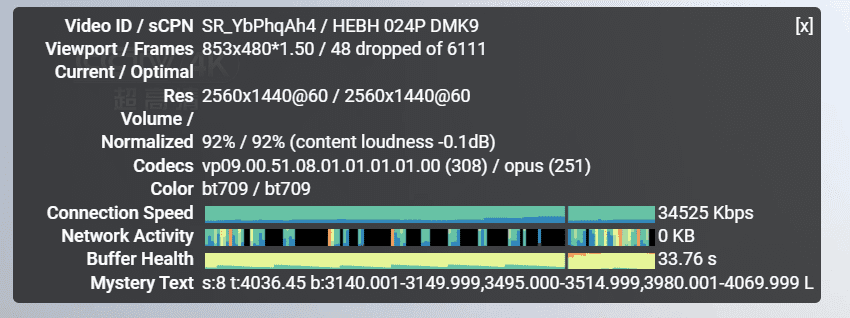 Video ID / sCPN SR_YbPhqAh4 / HEBH 024P DMK9 [x]
Viewport / Frames 853x480*1.50 / 48 dropped of 6111
Current / Optimal
Res 2560x1440@60 / 2560x1440@60
Volume /
Normalized 92% / 92% (content loudness -0.1dB)
Codecs vp09.00.51.08.01.01.01.01.00 (308) / opus (251)
Color bt709 / bt709
Connection Speed 34525 Kbps
Network Activity 0 KB
Buffer Health 33.76 s
Mystery Text s:8 t:4036.45 b:3140.001-3149.999,3495.000-3514.999,3980.001-4069.999 L